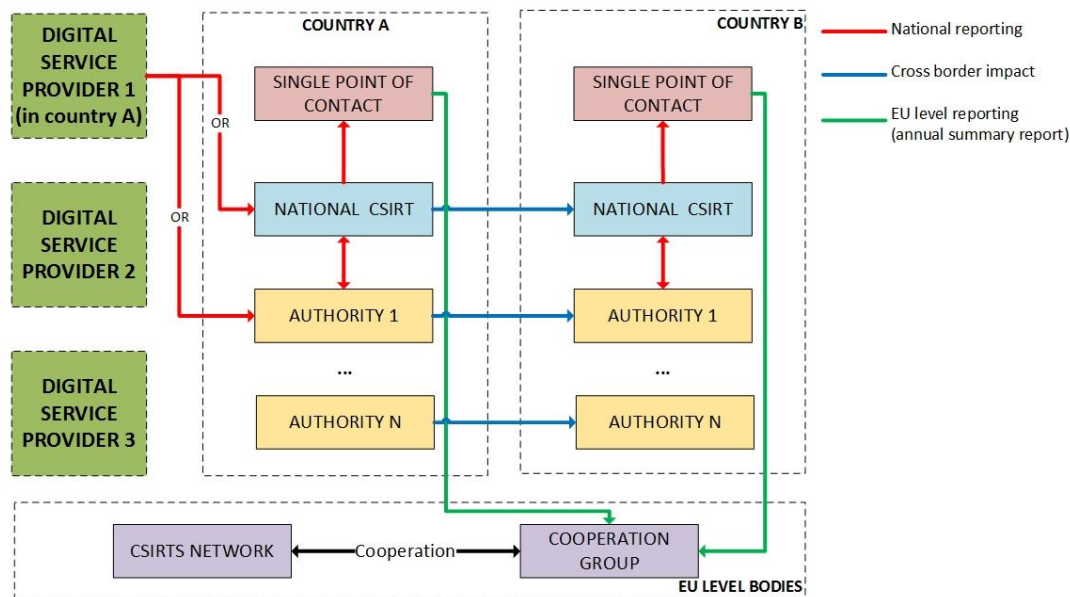 DIGITAL
SERVICE
PROVIDER 1
(in country A)
DIGITAL
SERVICE
PROVIDER 2
DIGITAL
SERVICE
PROVIDER 3
OR
OR
COUNTRY A
SINGLE POINT OF
CONTACT
NATIONAL CSIRT
AUTHORITY 1
...
AUTHORITY N
COUNTRY B
SINGLE POINT OF
CONTACT
NATIONAL CSIRT
AUTHORITY 1
...
AUTHORITY N
National reporting
Cross border impact
EU level reporting
(annual summary report)
CSIRTS NETWORK
Cooperation
COOPERATION
GROUP
EU LEVEL BODIES